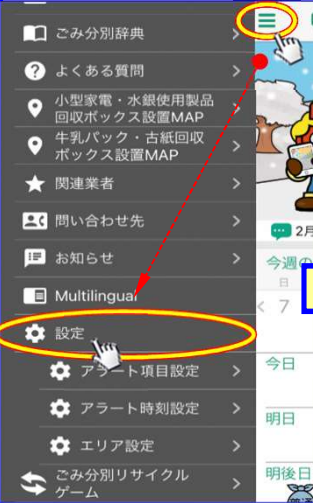 ごみ分別辞典
よくある質問
小型家電・水銀使用製品
回収ボックス設置MAP
牛乳パック・古紙回収
ボックス設置MAP
関連業者
問い合わせ先
お知らせ
Multilingual
設定
アラート項目設定
アラート時刻設定
エリア設定
ごみ分別リサイクル
ゲーム
2月
今週の
日
7
今日
明日
明後日
普通